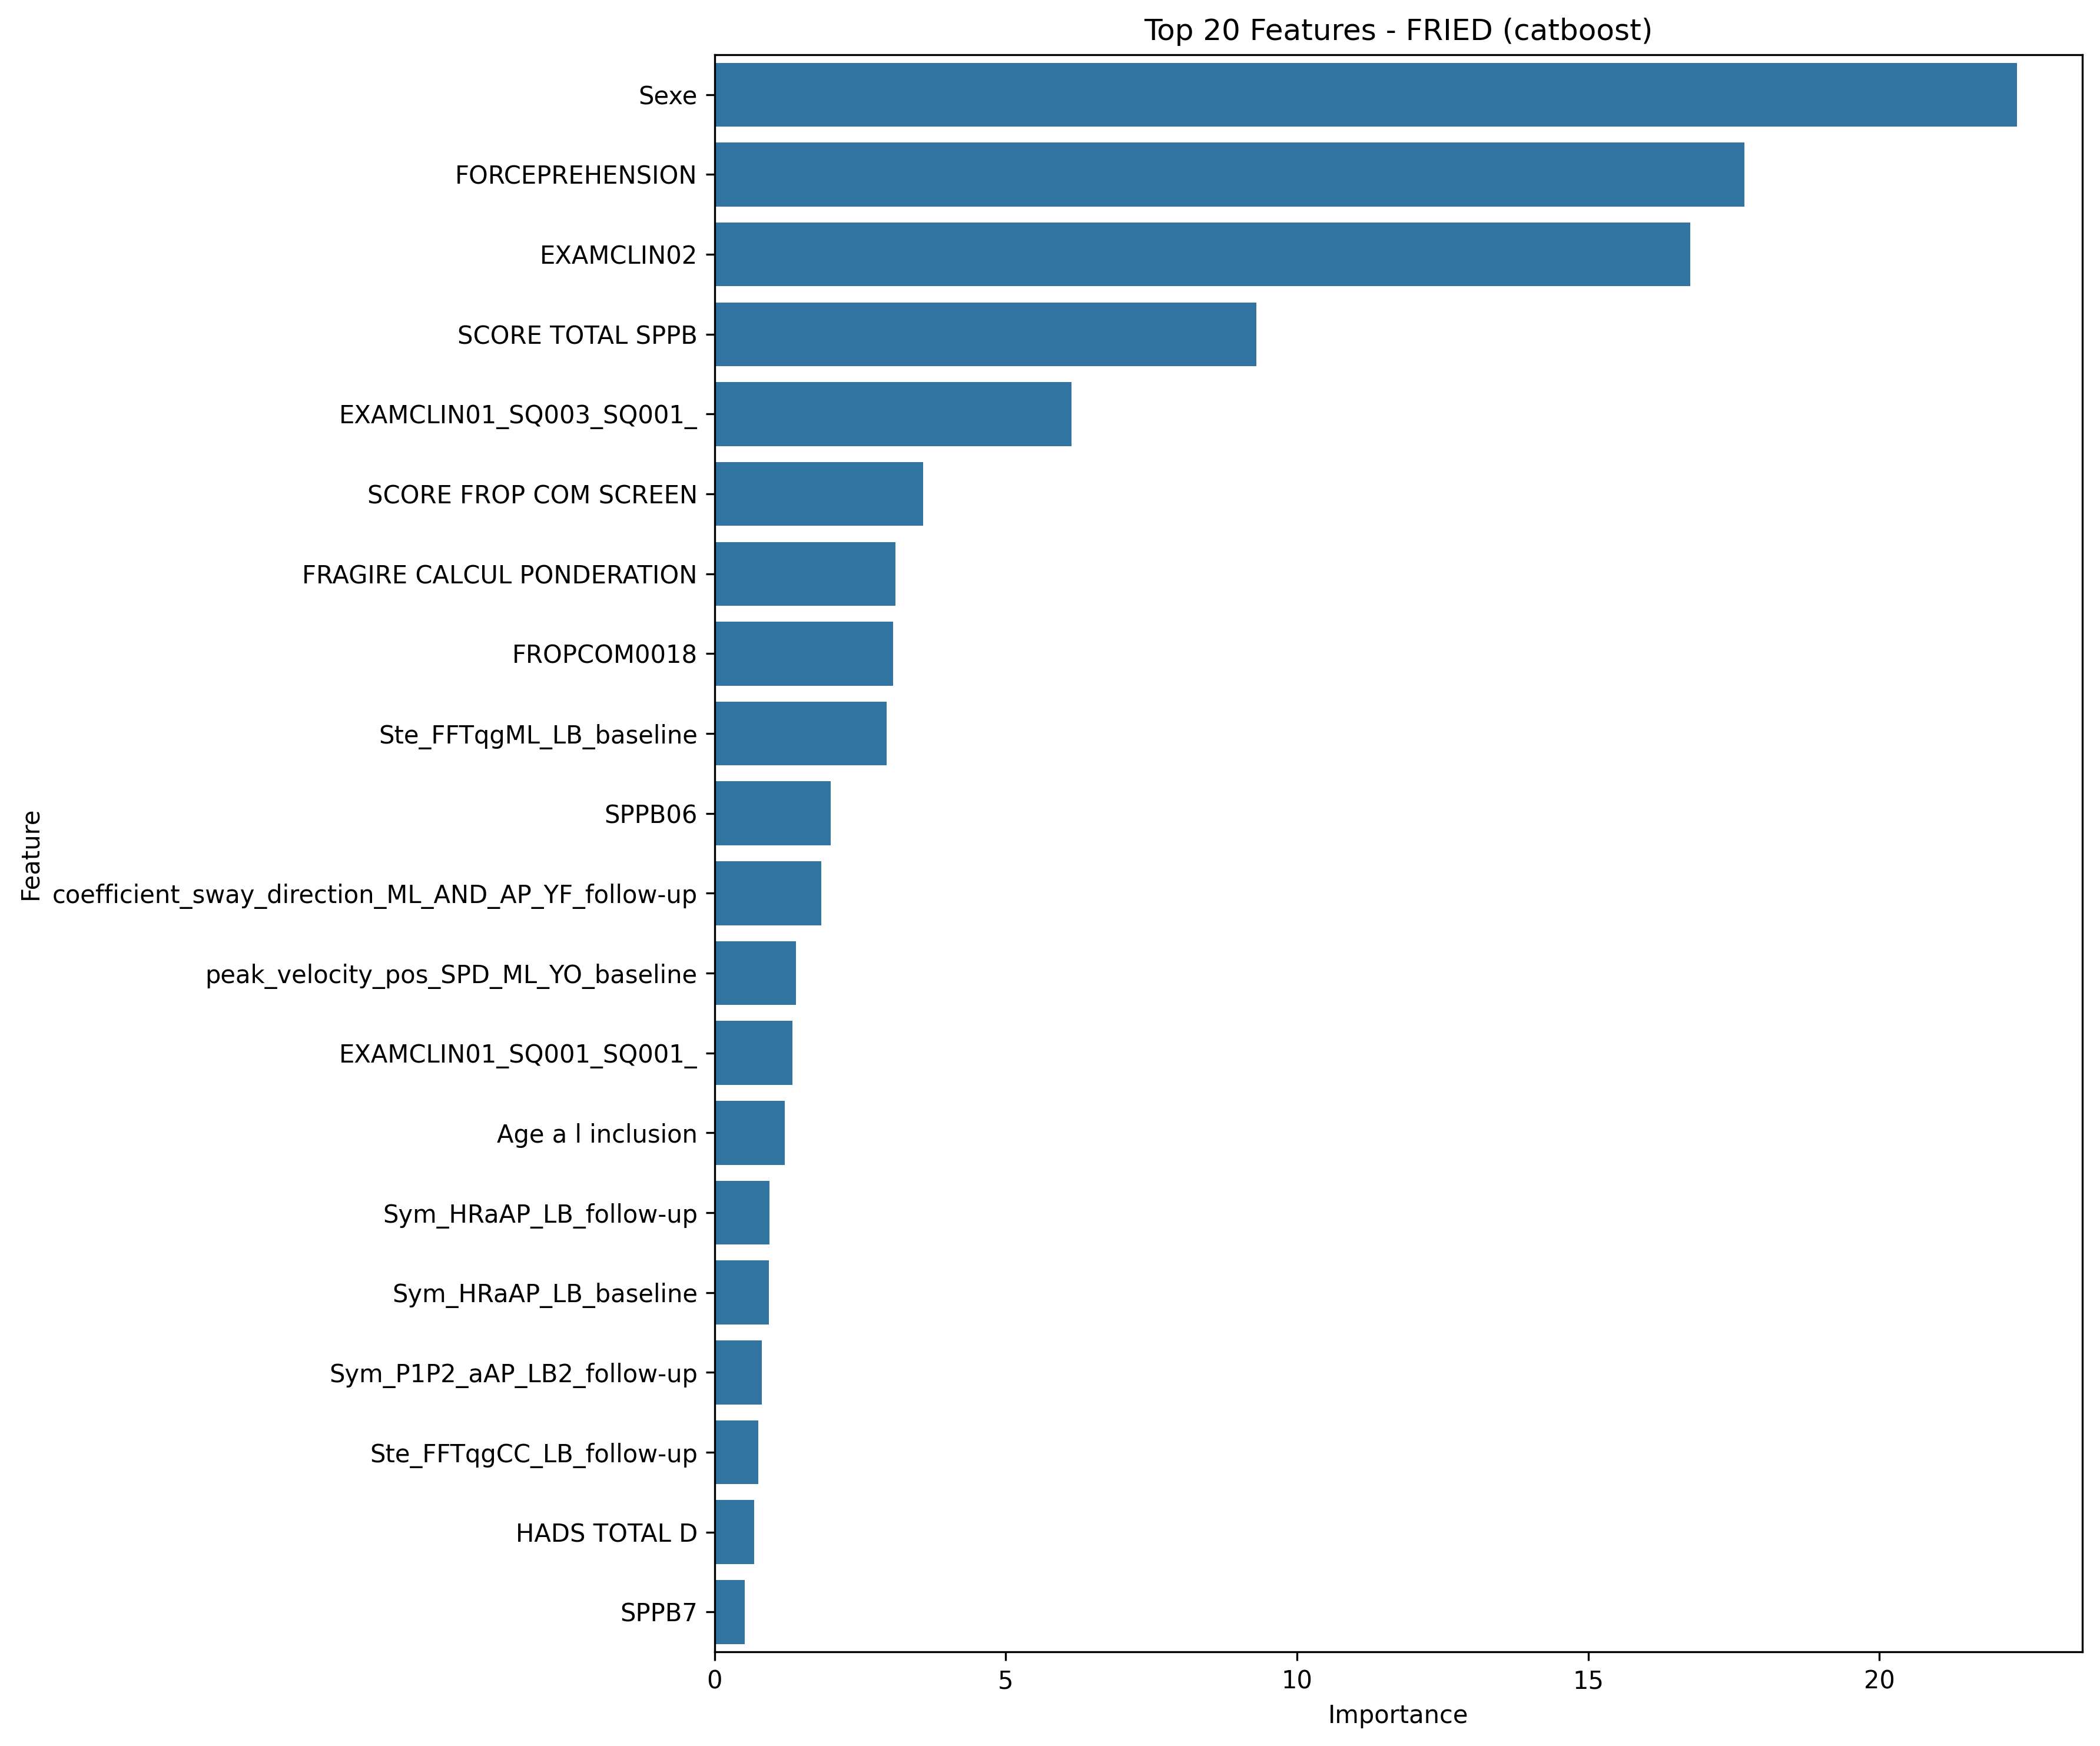 Top 20 Features - FRIED (catboost)
Sexe
FORCEPREHENSION
EXAMCLIN02
SCORE TOTAL SPPB
EXAMCLIN01_SQ003_SQ001_
SCORE FROP COM SCREEN
FRAGIRE CALCUL PONDERATION
FROPCOM0018
Ste_FFTqgML_LB_baseline
SPPB06
coefficient_sway_direction_ML_AND_AP_YF_follow-up
peak_velocity_pos_SPD_ML_YO_baseline
EXAMCLIN01_SQ001_SQ001_
Age a l inclusion
Sym_HRaAP_LB_follow-up
Sym_HRaAP_LB_baseline
Sym_P1P2_aAP_LB2_follow-up
Ste_FFTqgCC_LB_follow-up
HADS TOTAL D
SPPB7
Feature
0 5 10 15 20
Importance